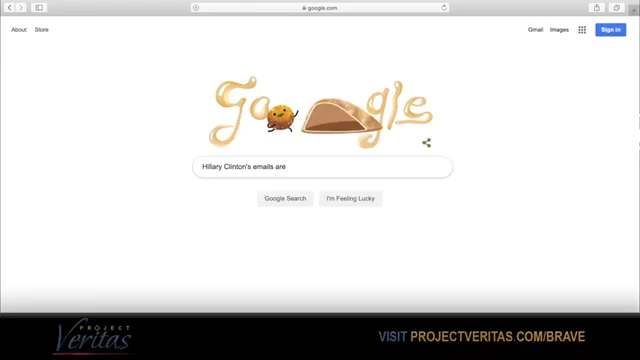 google.com
About Store Gmail Images Sign in
Google
Hillary Clinton's emails are
Google Search I'm Feeling Lucky
PROJECT
Veritas
VISIT PROJECTVERITAS.COM/BRAVE